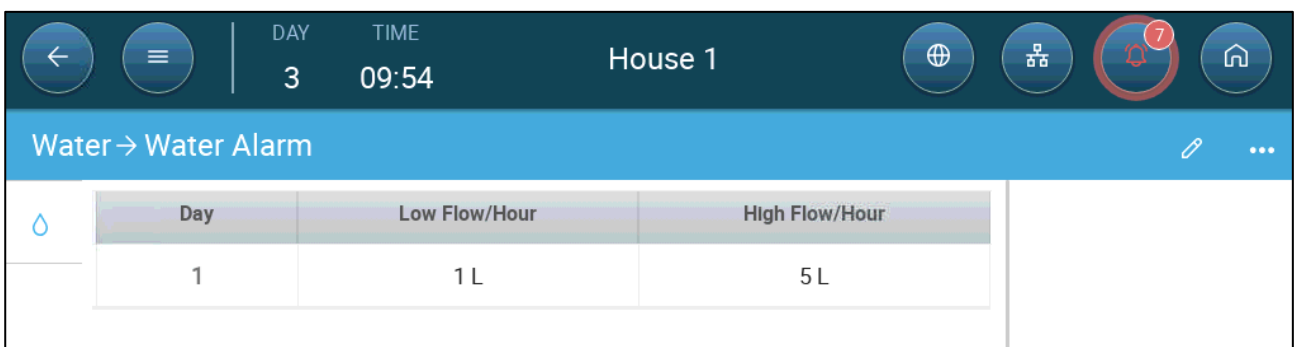 DAY TIME
3 09:54
House 1
7
Water → Water Alarm
Day Low Flow/Hour High Flow/Hour
1 1 L 5 L